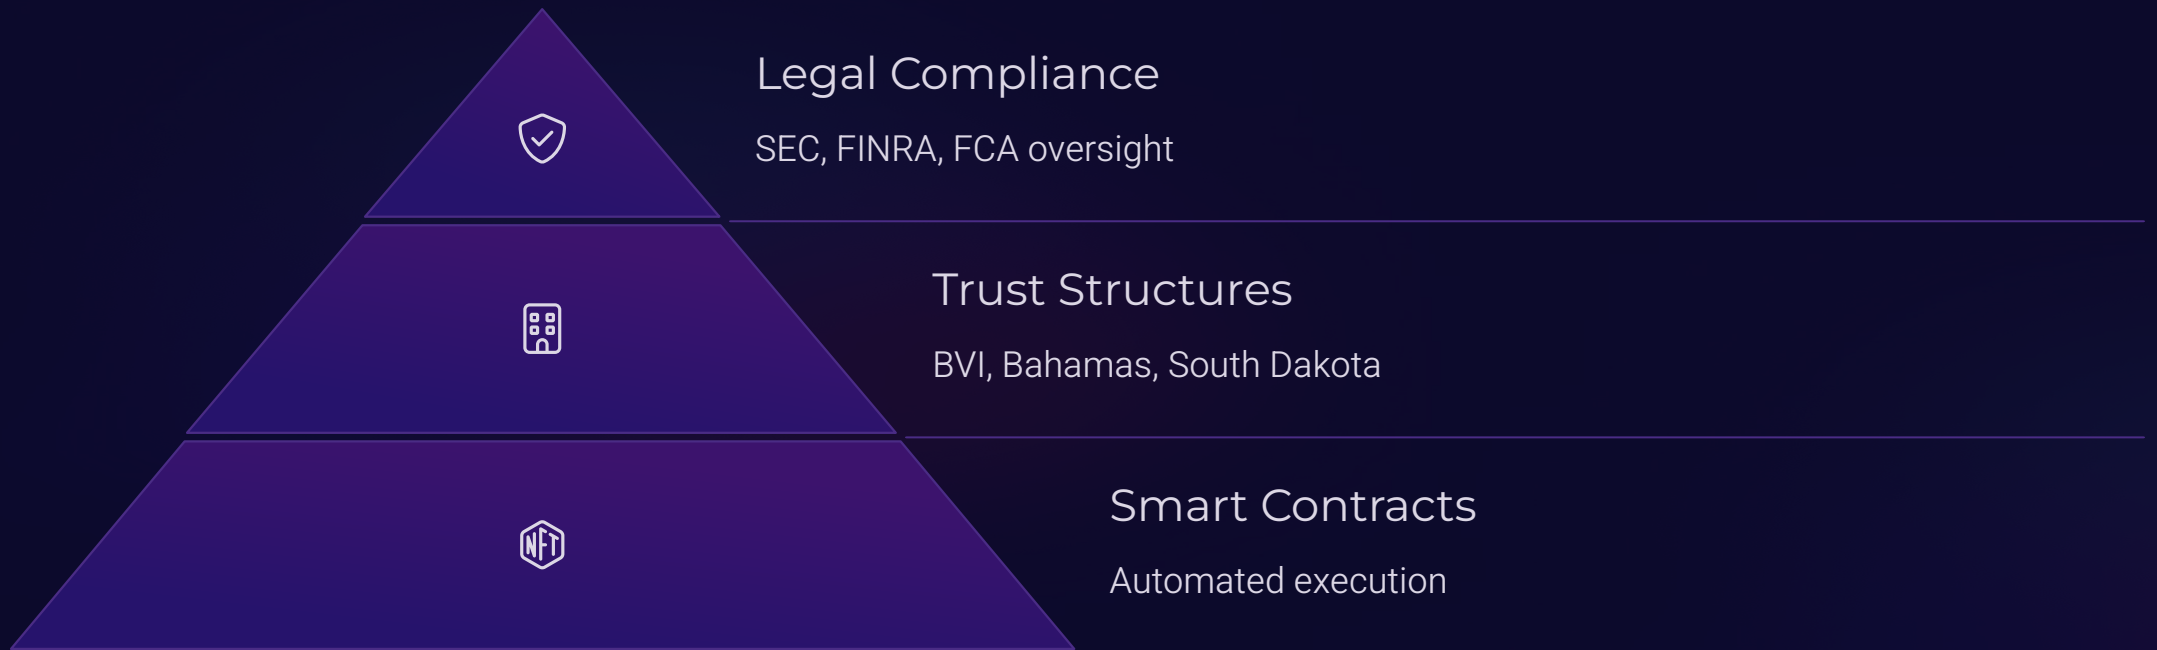 Legal Compliance
SEC, FINRA, FCA oversight
Trust Structures
BVI, Bahamas, South Dakota
NFT
Smart Contracts
Automated execution